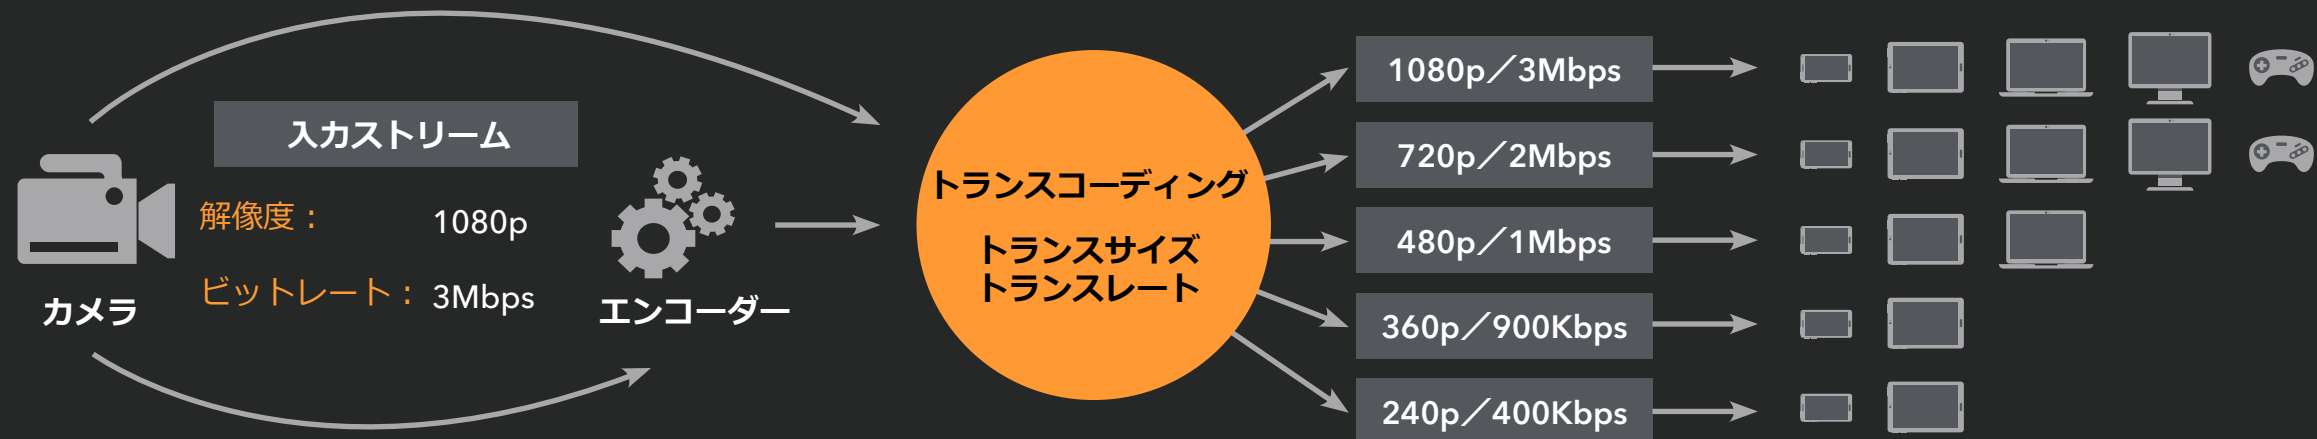 入力ストリーム
解像度： 1080p
ビットレート： 3Mbps
カメラ
エンコーダー
トランスコーディング
トランスサイズ
トランスレート
1080p／3Mbps
720p／2Mbps
480p／1Mbps
360p／900Kbps
240p／400Kbps